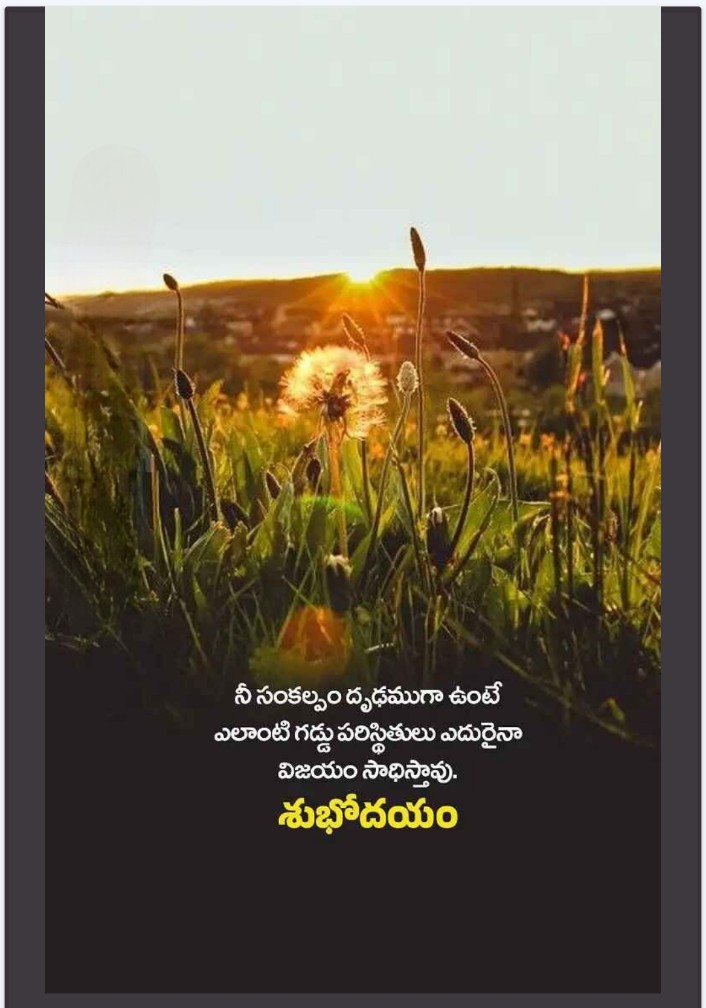 నీ సంకల్పం దృఢముగా ఉంటే
ఎలాంటి గడ్డు పరిస్థితులు ఎదురైనా
విజయం సాధిస్తావు.
శుభోదయం